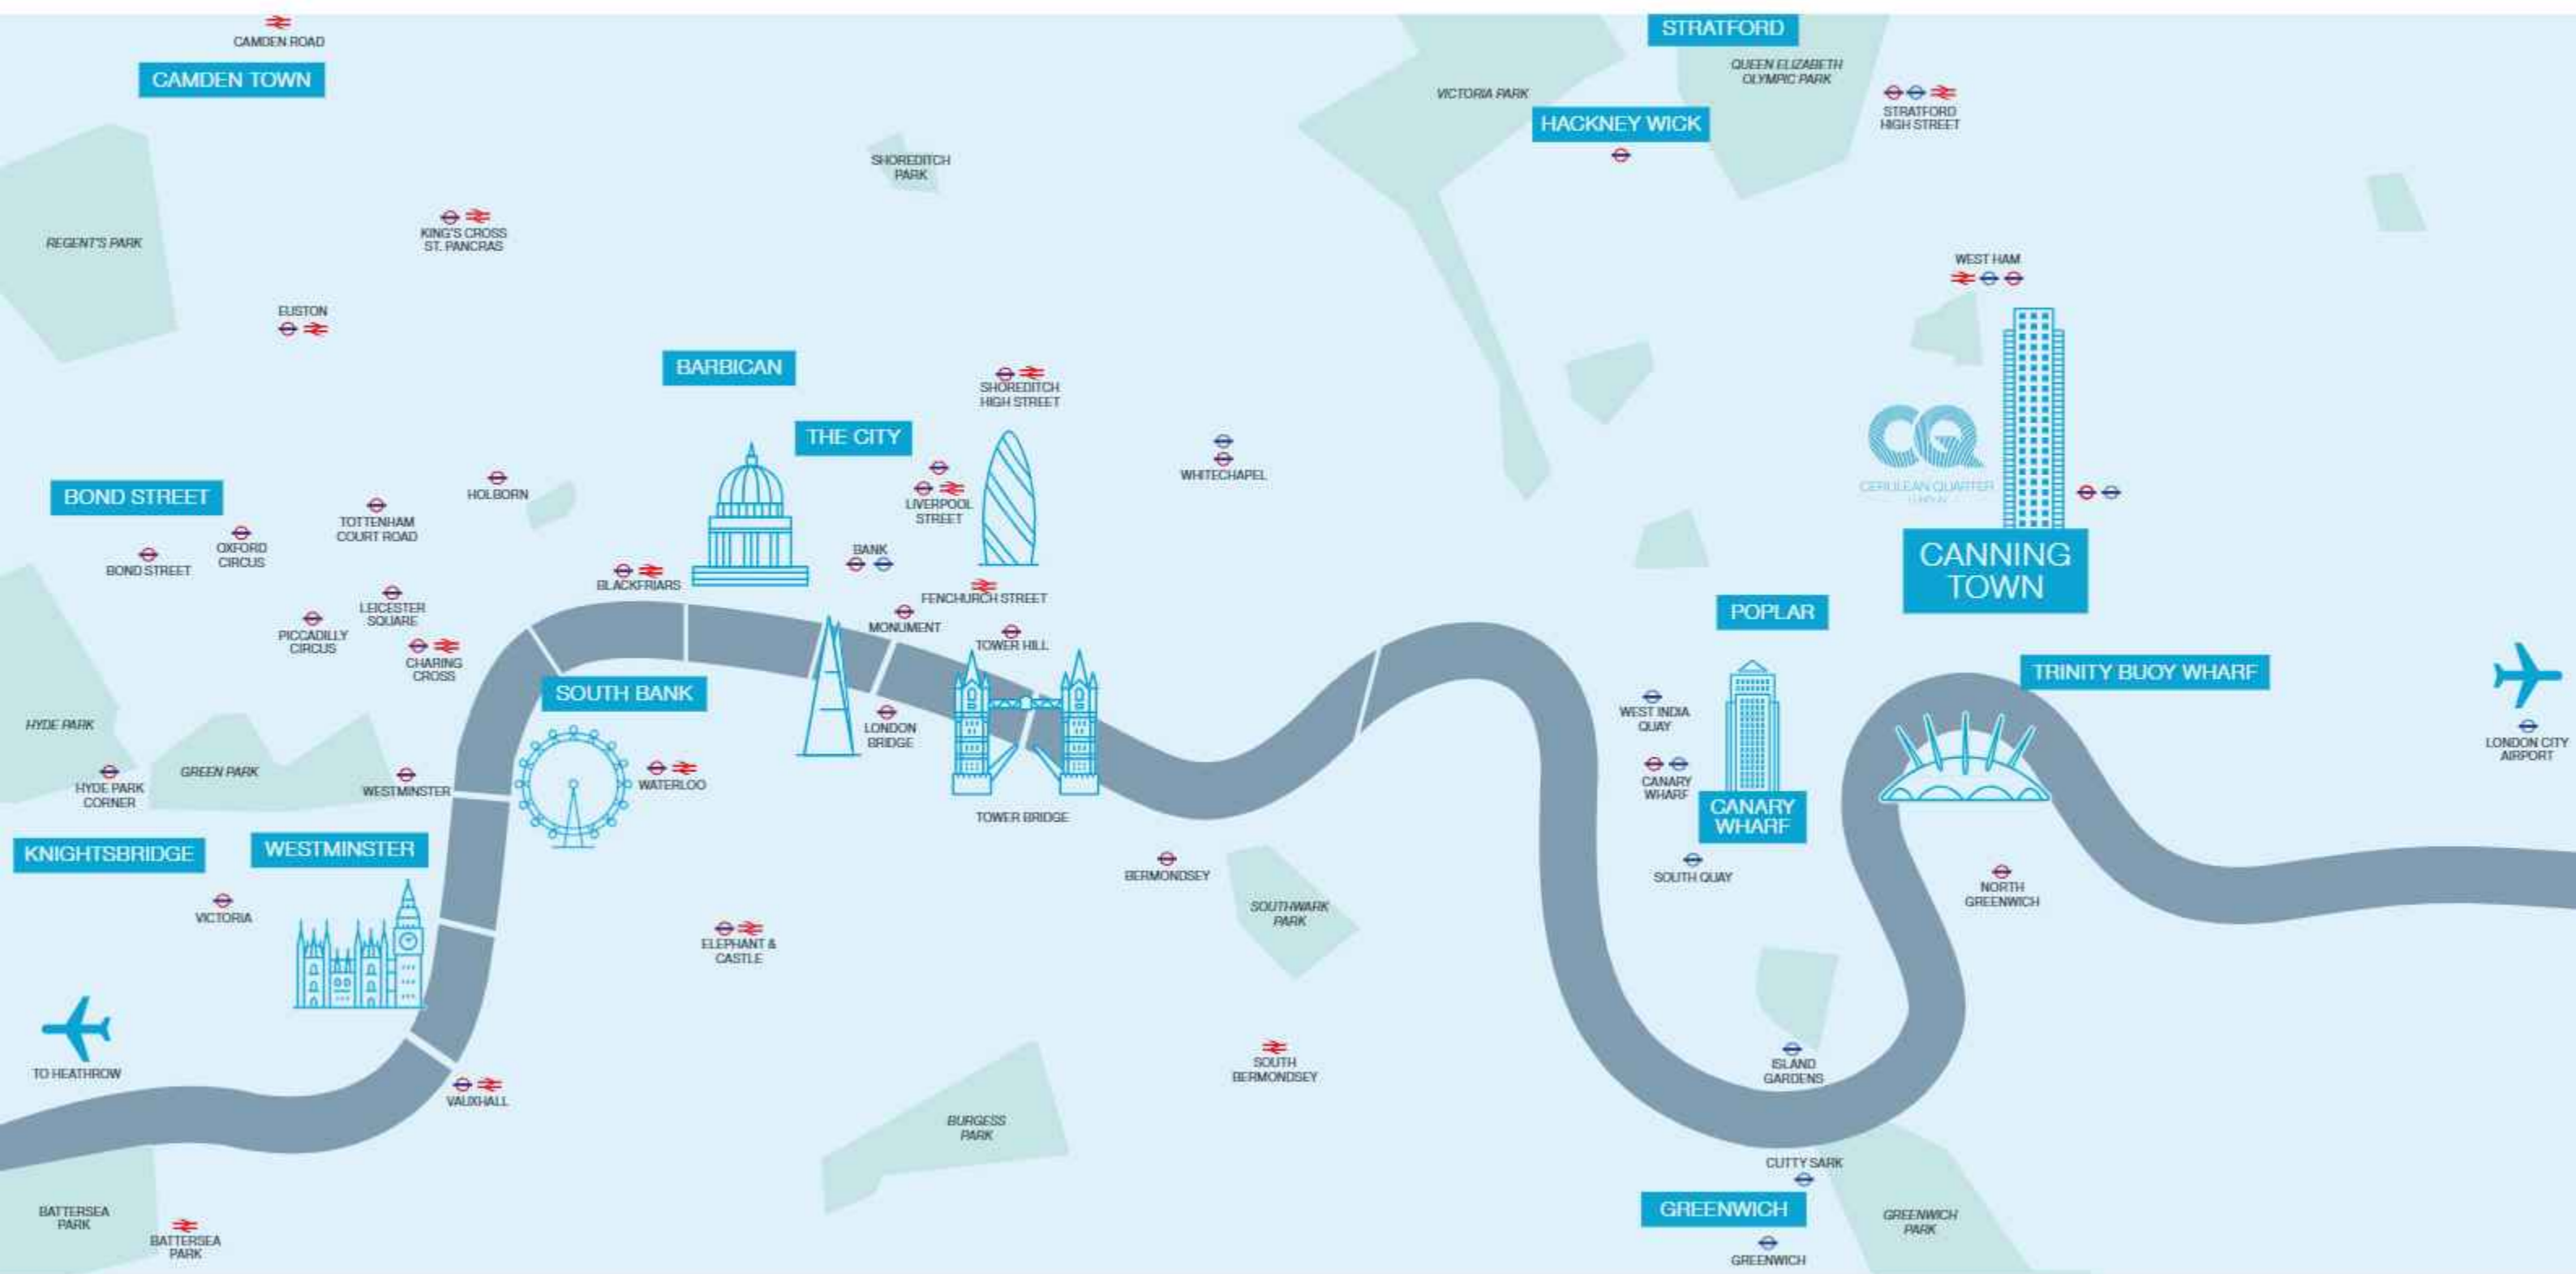 CAMDEN ROAD
CAMDEN TOWN
STRATFORD
QUEEN ELIZABETH
OLYMPIC PARK
VICTORIA PARK
HACKNEY WICK
STRATFORD
HIGH STREET
SHOREDITCH
PARK
REGENT'S PARK
KING'S CROSS
ST. PANCRAS
WEST HAM
EUSTON
BARBICAN
SHOREDITCH
HIGH STREET
THE CITY
CQ
CERULEAN QUARTER
WHITECHAPEL
BOND STREET
HOLBORN
LIVERPOOL
STREET
TOTTENHAM
COURT ROAD
OXFORD
CIRCUS
BOND STREET
BANK
CANNING
TOWN
BLACKFRIARS
FENCHURCH STREET
LEICESTER
SQUARE
PICCADILLY
CIRCUS
MONUMENT
TOWER HILL
POPLAR
CHARING
CROSS
TRINITY BUOY WHARF
SOUTH BANK
HYDE PARK
LONDON
BRIDGE
WEST INDIA
QUAY
LONDON CITY
AIRPORT
GREEN PARK
HYDE PARK
CORNER
WESTMINSTER
WATERLOO
CANARY
WHARF
CANARY
WHARF
TOWER BRIDGE
KNIGHTSBRIDGE
WESTMINSTER
BERMONDSEY
SOUTH QUAY
NORTH
GREENWICH
VICTORIA
SOUTHWARK
PARK
ELEPHANT &
CASTLE
TO HEATHROW
SOUTH
BERMONDSEY
ISLAND
GARDENS
VAUXHALL
BURGESS
PARK
CUTTY SARK
BATTERSEA
PARK
GREENWICH
GREENWICH
PARK
BATTERSEA
PARK
GREENWICH